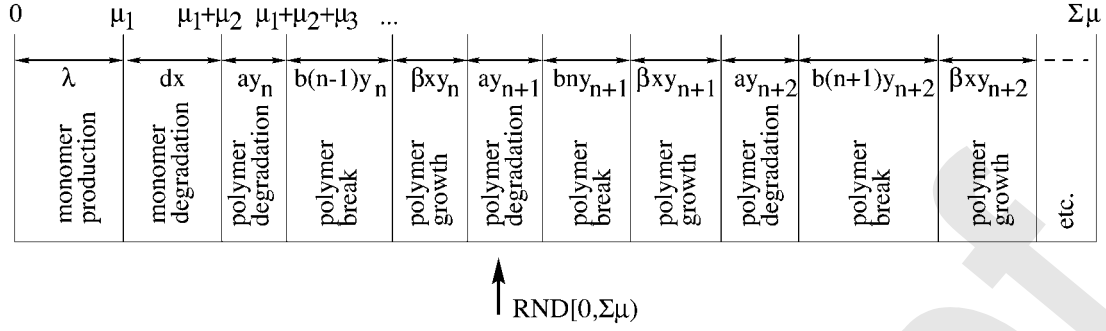 0 μ₁ μ₁+μ₂ μ₁+μ₂+μ₃ ... Σμ
λ dx ayₙ b(n-1)yₙ βxyₙ ayₙ₊₁ bnyₙ₊₁ βxyₙ₊₁ ayₙ₊₂ b(n+1)yₙ₊₂ βxyₙ₊₂
monomer
production
monomer
degradation
polymer
degradation
polymer
break
polymer
growth
polymer
degradation
polymer
break
polymer
growth
polymer
degradation
polymer
break
polymer
growth
etc.
RND[0,Σμ)